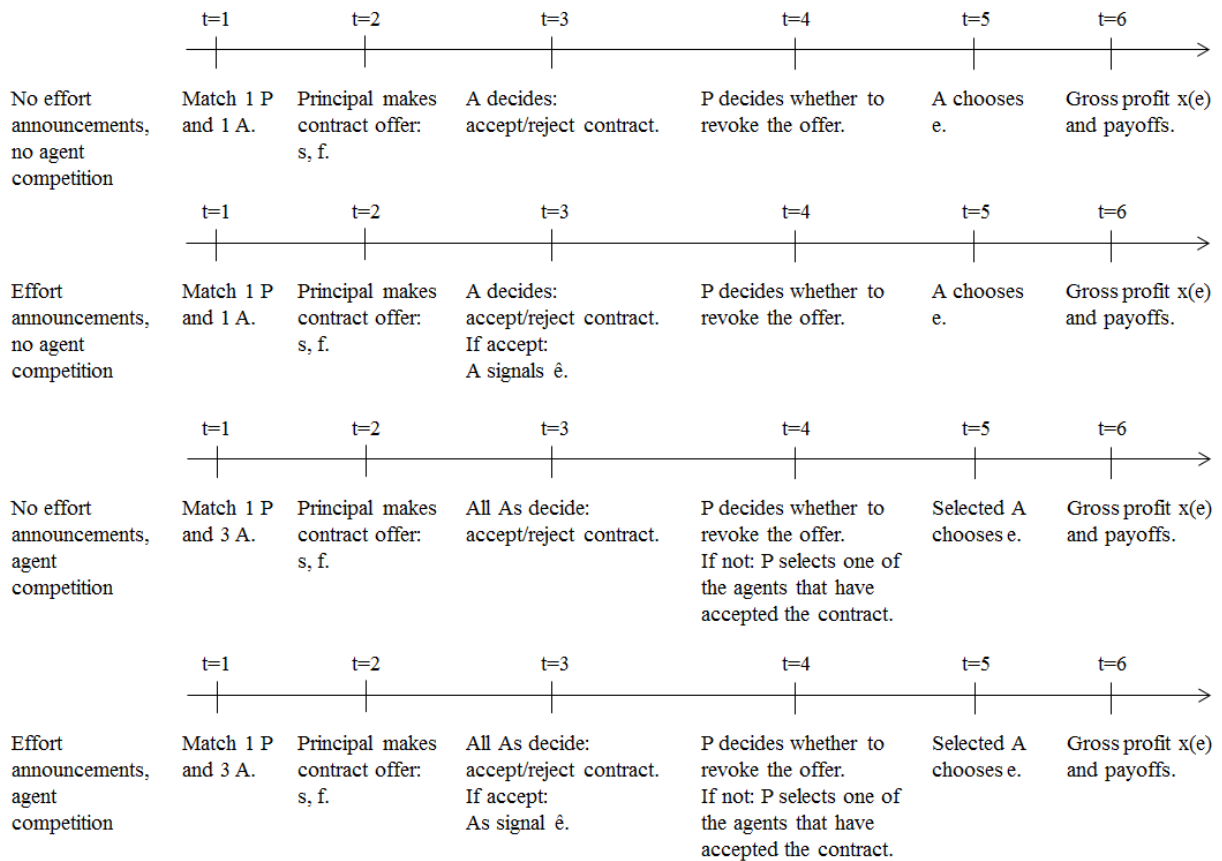 t=1 t=2 t=3 t=4 t=5 t=6
No effort Match 1 P Principal makes A decides: P decides whether to A chooses Gross profit x(e)
announcements, and 1 A. contract offer: accept/reject contract. revoke the offer. e. and payoffs.
no agent s, f.
competition
t=1 t=2 t=3 t=4 t=5 t=6
Effort Match 1 P Principal makes A decides: P decides whether to A chooses Gross profit x(e)
announcements, and 1 A. contract offer: accept/reject contract. revoke the offer. e. and payoffs.
no agent s, f. If accept:
competition A signals ê.
t=1 t=2 t=3 t=4 t=5 t=6
No effort Match 1 P Principal makes All As decide: P decides whether to Selected A Gross profit x(e)
announcements, and 3 A. contract offer: accept/reject contract. revoke the offer. chooses e. and payoffs.
agent s, f. If not: P selects one of
competition the agents that have
accepted the contract.
t=1 t=2 t=3 t=4 t=5 t=6
Effort Match 1 P Principal makes All As decide: P decides whether to Selected A Gross profit x(e)
announcements, and 3 A. contract offer: accept/reject contract. revoke the offer. chooses e. and payoffs.
agent s, f. If accept: If not: P selects one of
competition As signal ê. the agents that have
accepted the contract.